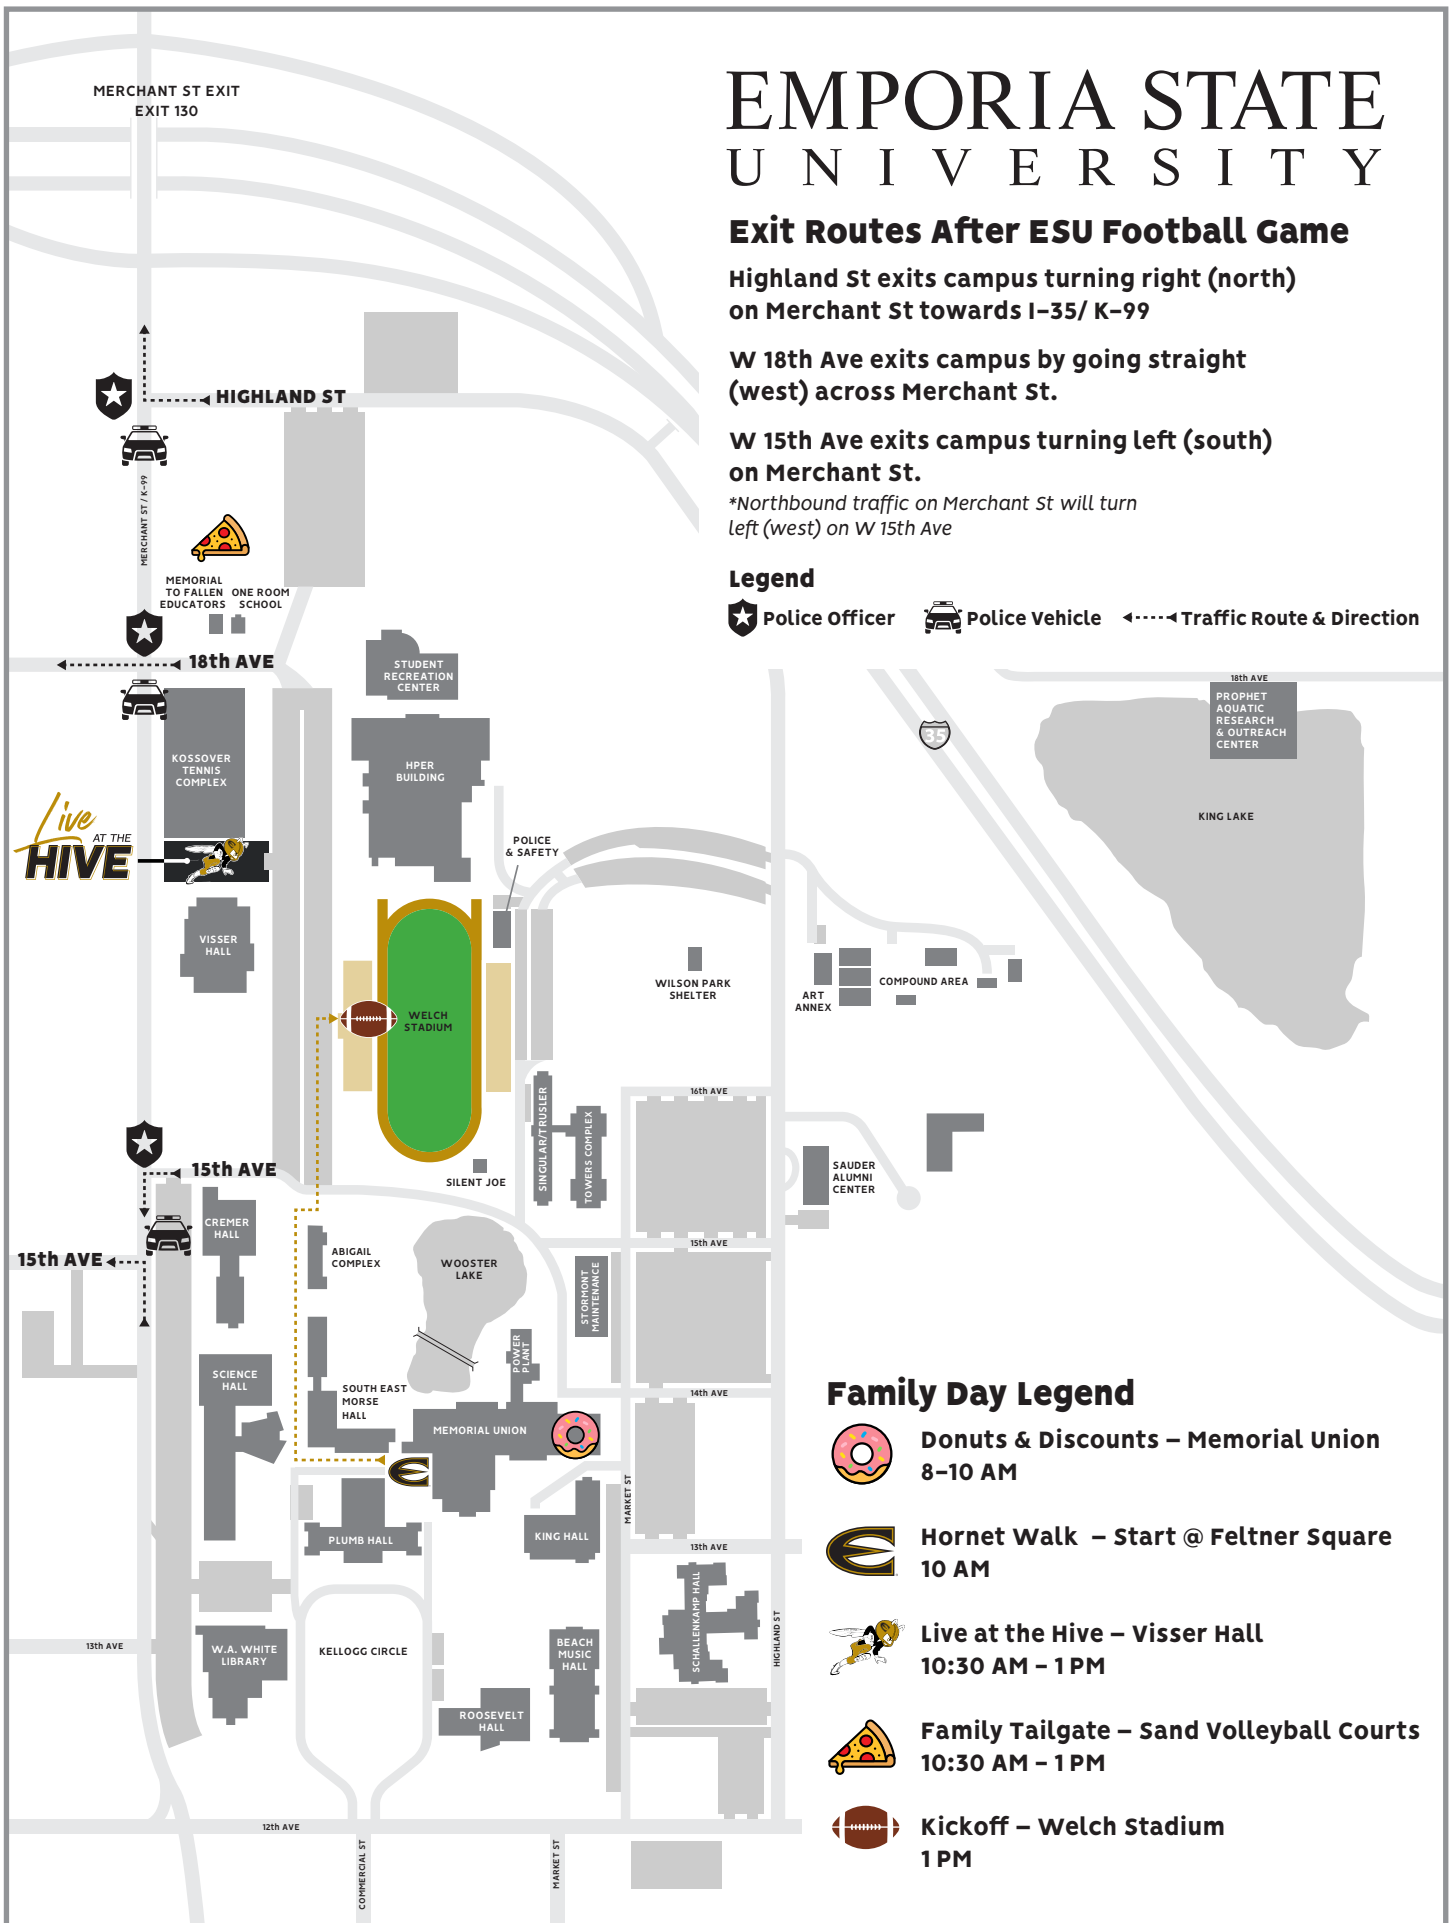 MERCHANT ST EXIT
EXIT 130
EMPORIA STATE
UNIVERSITY
Exit Routes After ESU Football Game
Highland St exits campus turning right (north)
on Merchant St towards I-35/ K-99
W 18th Ave exits campus by going straight
(west) across Merchant St.
W 15th Ave exits campus turning left (south)
on Merchant St.
*Northbound traffic on Merchant St will turn
left (west) on W 15th Ave
Legend
Police Officer
Police Vehicle
Traffic Route & Direction
HIGHLAND ST
MERCHANT ST / K-99
MEMORIAL
TO FALLEN
EDUCATORS
ONE ROOM
SCHOOL
18th AVE
STUDENT
RECREATION
CENTER
KOSSOVER
TENNIS
COMPLEX
HPER
BUILDING
Live
AT THE
HIVE
POLICE
& SAFETY
VISSER
HALL
WELCH
STADIUM
35
18th AVE
PROPHET
AQUATIC
RESEARCH
& OUTREACH
CENTER
KING LAKE
WILSON PARK
SHELTER
ART
ANNEX
COMPOUND AREA
16th AVE
SINGULAR/TRUSLER
TOWERS COMPLEX
SILENT JOE
15th AVE
SAUDER
ALUMNI
CENTER
CREMER
HALL
ABIGAIL
COMPLEX
WOOSTER
LAKE
15th AVE
15th AVE
STORMONT
MAINTENANCE
POWER
PLANT
SCIENCE
HALL
SOUTH EAST
MORSE
HALL
14th AVE
MEMORIAL UNION
E
MARKET ST
PLUMB HALL
KING HALL
13th AVE
SCHALLENKAMP HALL
HIGHLAND ST
13th AVE
W.A. WHITE
LIBRARY
KELLOGG CIRCLE
BEACH
MUSIC
HALL
ROOSEVELT
HALL
12th AVE
COMMERCIAL ST
MARKET ST
Family Day Legend
Donuts & Discounts – Memorial Union
8–10 AM
E
Hornet Walk – Start @ Feltner Square
10 AM
Live at the Hive – Visser Hall
10:30 AM - 1 PM
Family Tailgate – Sand Volleyball Courts
10:30 AM - 1 PM
Kickoff – Welch Stadium
1 PM